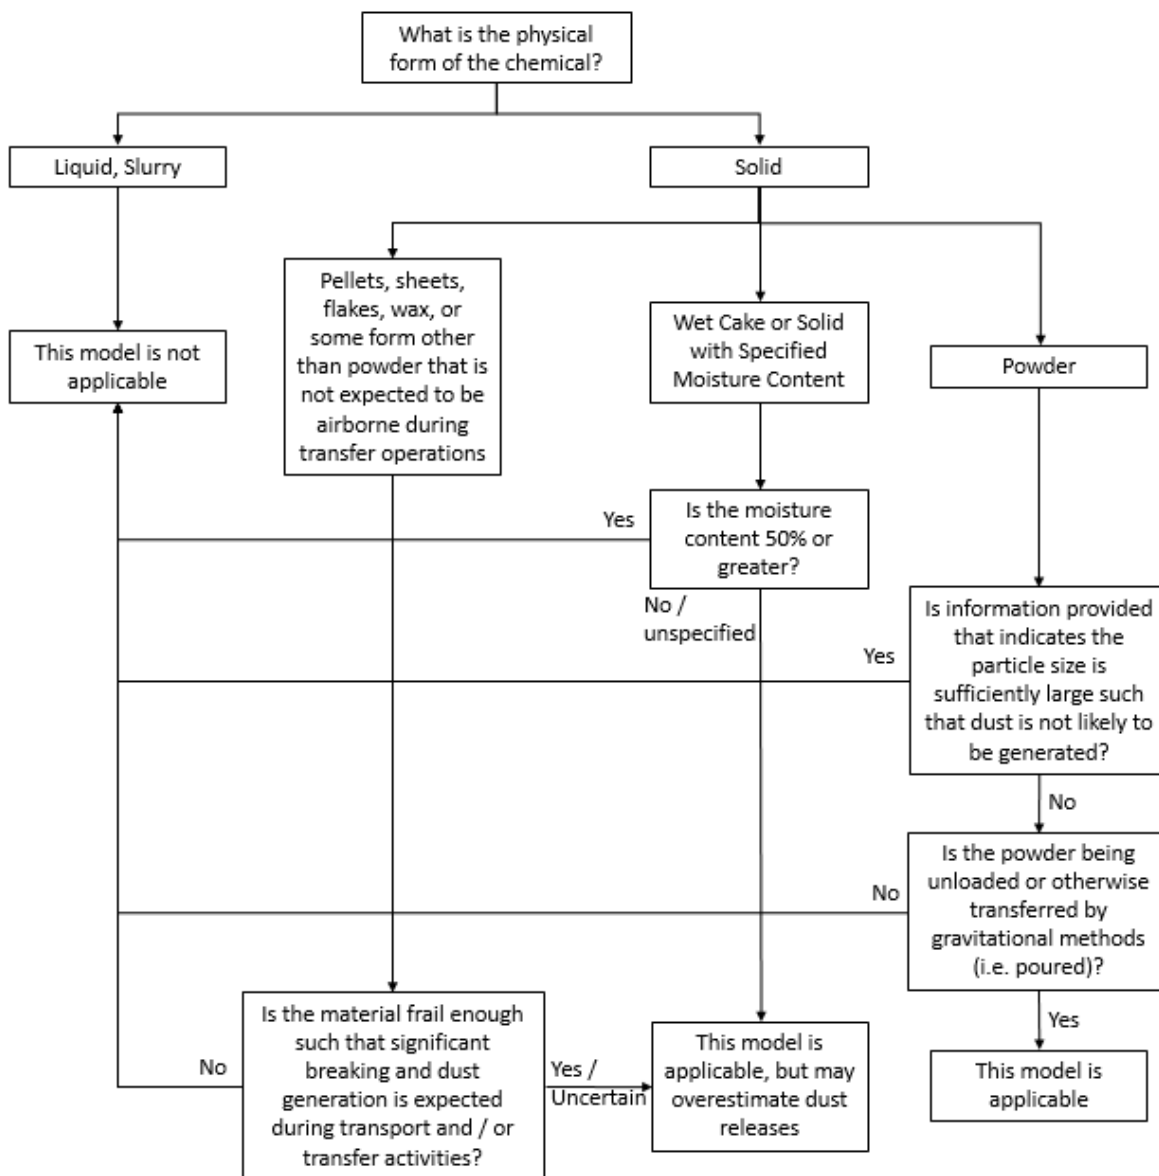 What is the physical
form of the chemical?
Liquid, Slurry
Solid
Pellets, sheets,
flakes, wax, or
some form other
than powder that is
not expected to be
airborne during
transfer operations
Wet Cake or Solid
with Specified
Moisture Content
This model is not
applicable
Powder
Yes
Is the moisture
content 50% or
greater?
No /
unspecified
Yes
Is information provided
that indicates the
particle size is
sufficiently large such
that dust is not likely to
be generated?
No
No
Is the powder being
unloaded or otherwise
transferred by
gravitational methods
(i.e. poured)?
Yes
No
Is the material frail enough
such that significant
breaking and dust
generation is expected
during transport and / or
transfer activities?
Yes /
Uncertain
This model is
applicable, but may
overestimate dust
releases
This model is
applicable